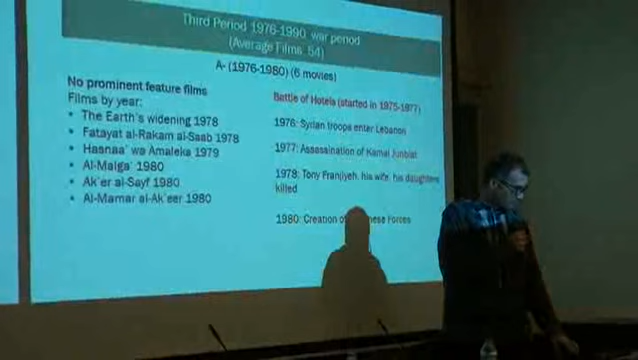 Third Period 1976-1990 war period
(Average Films 54)
A- (1976-1980) (6 movies)
No prominent feature films
Films by year:
• The Earth's widening 1978
• Fatayat al-Rakam al-Saab 1978
• Hasnaa' wa Amaleka 1979
• Al-Malga' 1980
• Ak'er al-Sayf 1980
• Al-Mamar al-Ak'eer 1980
Battle of Hotels (started in 1975-1977)
1976: Syrian troops enter Lebanon
1977: Assassination of Kamal Junblat
1978: Tony Franjiyeh, his wife, his daughters
killed
1980: Creation of nese Forces